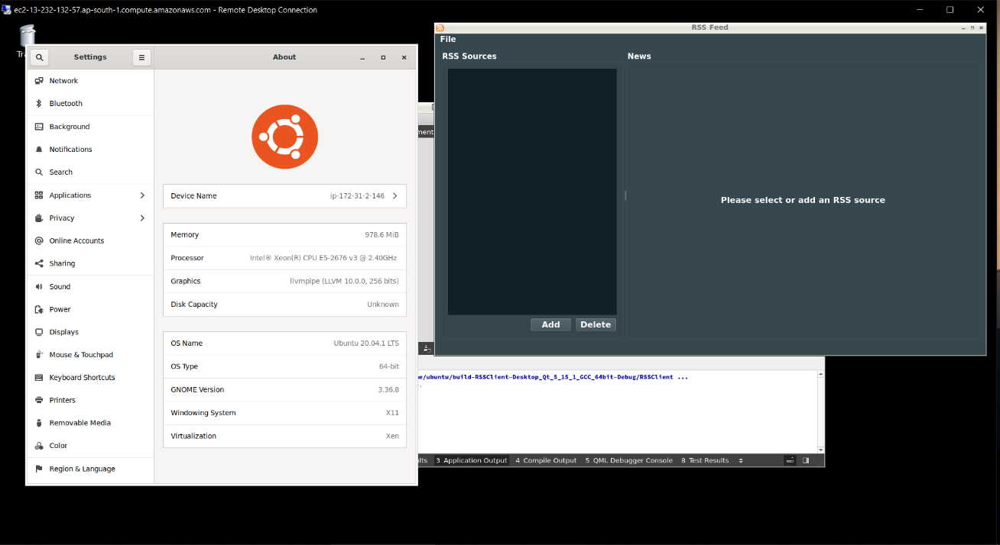 ec2-13-232-132-57.ap-south-1.compute.amazonaws.com - Remote Desktop Connection
Settings
About
Network
Bluetooth
Background
Notifications
Search
Applications
Privacy
Online Accounts
Sharing
Sound
Power
Displays
Mouse & Touchpad
Keyboard Shortcuts
Printers
Removable Media
Color
Region & Language
Device Name ip-172-31-2-146
Memory 978.6 MiB
Processor Intel® Xeon(R) CPU E5-2676 v3 @ 2.40GHz
Graphics llvmpipe (LLVM 10.0.0, 256 bits)
Disk Capacity Unknown
OS Name Ubuntu 20.04.1 LTS
OS Type 64-bit
GNOME Version 3.36.8
Windowing System X11
Virtualization Xen
RSS Feed
File
RSS Sources
News
Please select or add an RSS source
Add Delete
/ubuntu/build-RSSClient-Desktop_Qt_5_15_1_GCC_64bit-Debug/RSSClient ...
3 Application Output 4 Compile Output 5 QML Debugger Console 8 Test Results